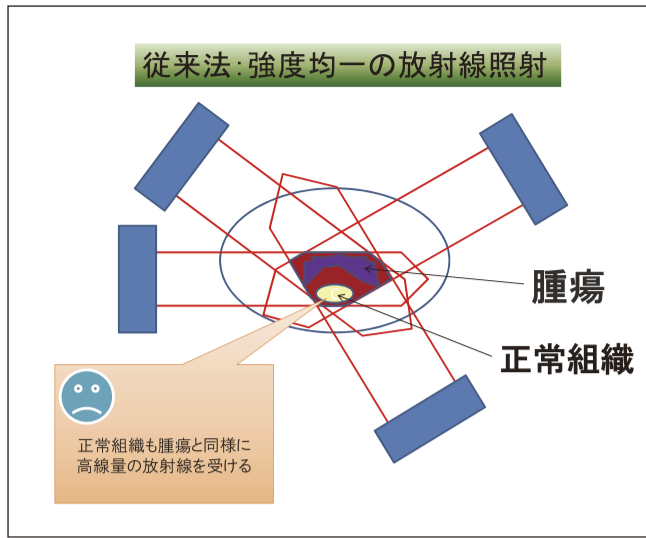 従来法:強度均一の放射線照射
腫瘍
正常組織
正常組織も腫瘍と同様に
高線量の放射線を受ける